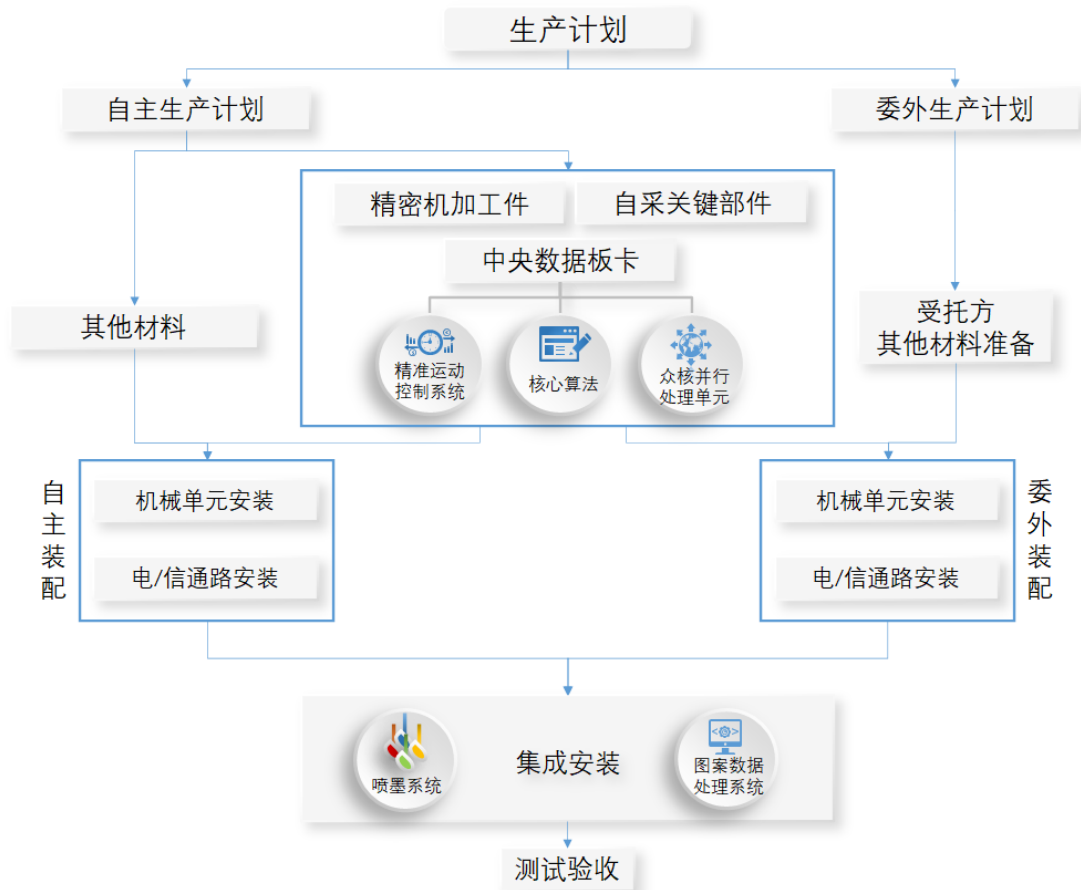 生产计划
自主生产计划
委外生产计划
精密机加工件
自采关键部件
中央数据板卡
其他材料
精准运动
控制系统
核心算法
众核并行
处理单元
受托方
其他材料准备
自主装配
机械单元安装
电/信通路安装
机械单元安装
电/信通路安装
委外装配
喷墨系统
集成安装
图案数据
处理系统
测试验收